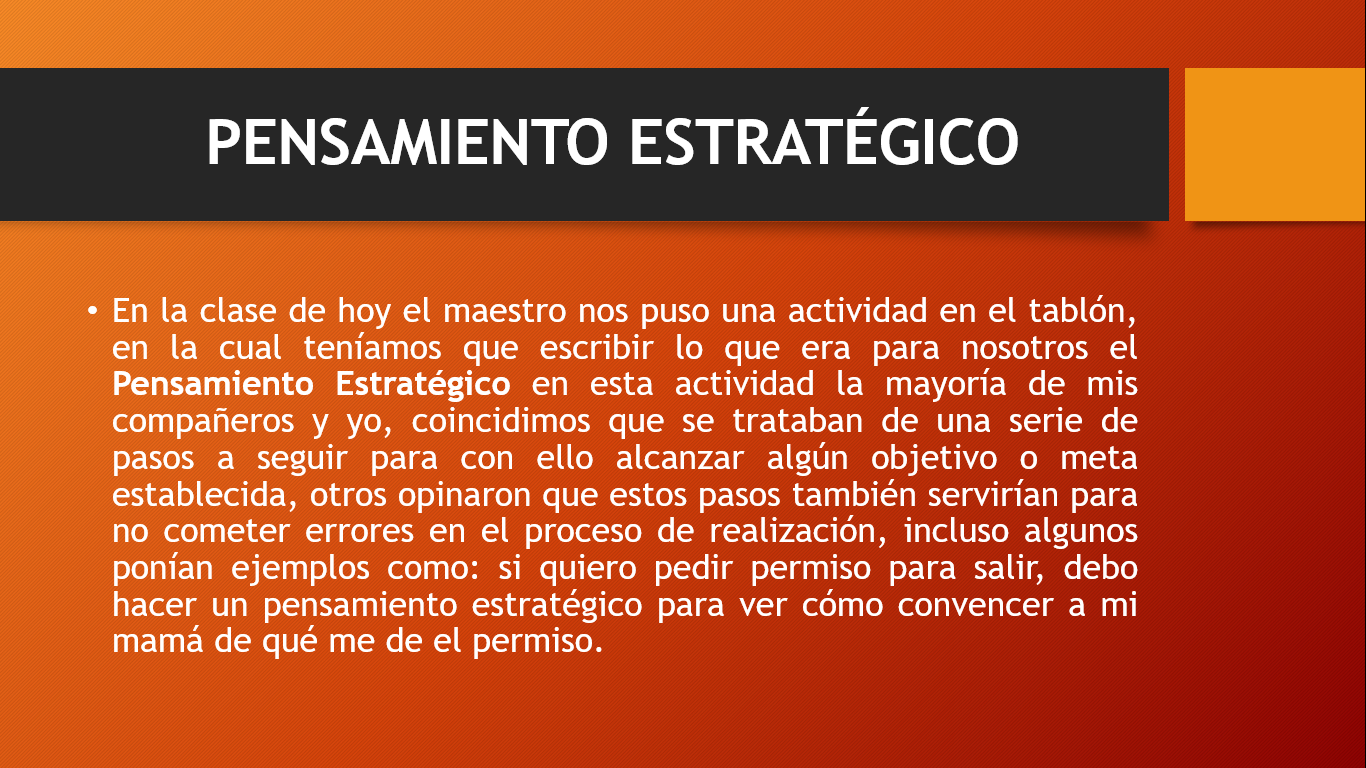 PENSAMIENTO ESTRATÉGICO
• En la clase de hoy el maestro nos puso una actividad en el tablón,
en la cual teníamos que escribir lo que era para nosotros el
Pensamiento Estratégico en esta actividad la mayoría de mis
compañeros y yo, coincidimos que se trataban de una serie de
pasos a seguir para con ello alcanzar algún objetivo o meta
establecida, otros opinaron que estos pasos también servirían para
no cometer errores en el proceso de realización, incluso algunos
ponían ejemplos como: si quiero pedir permiso para salir, debo
hacer un pensamiento estratégico para ver cómo convencer a mi
mamá de qué me de el permiso.